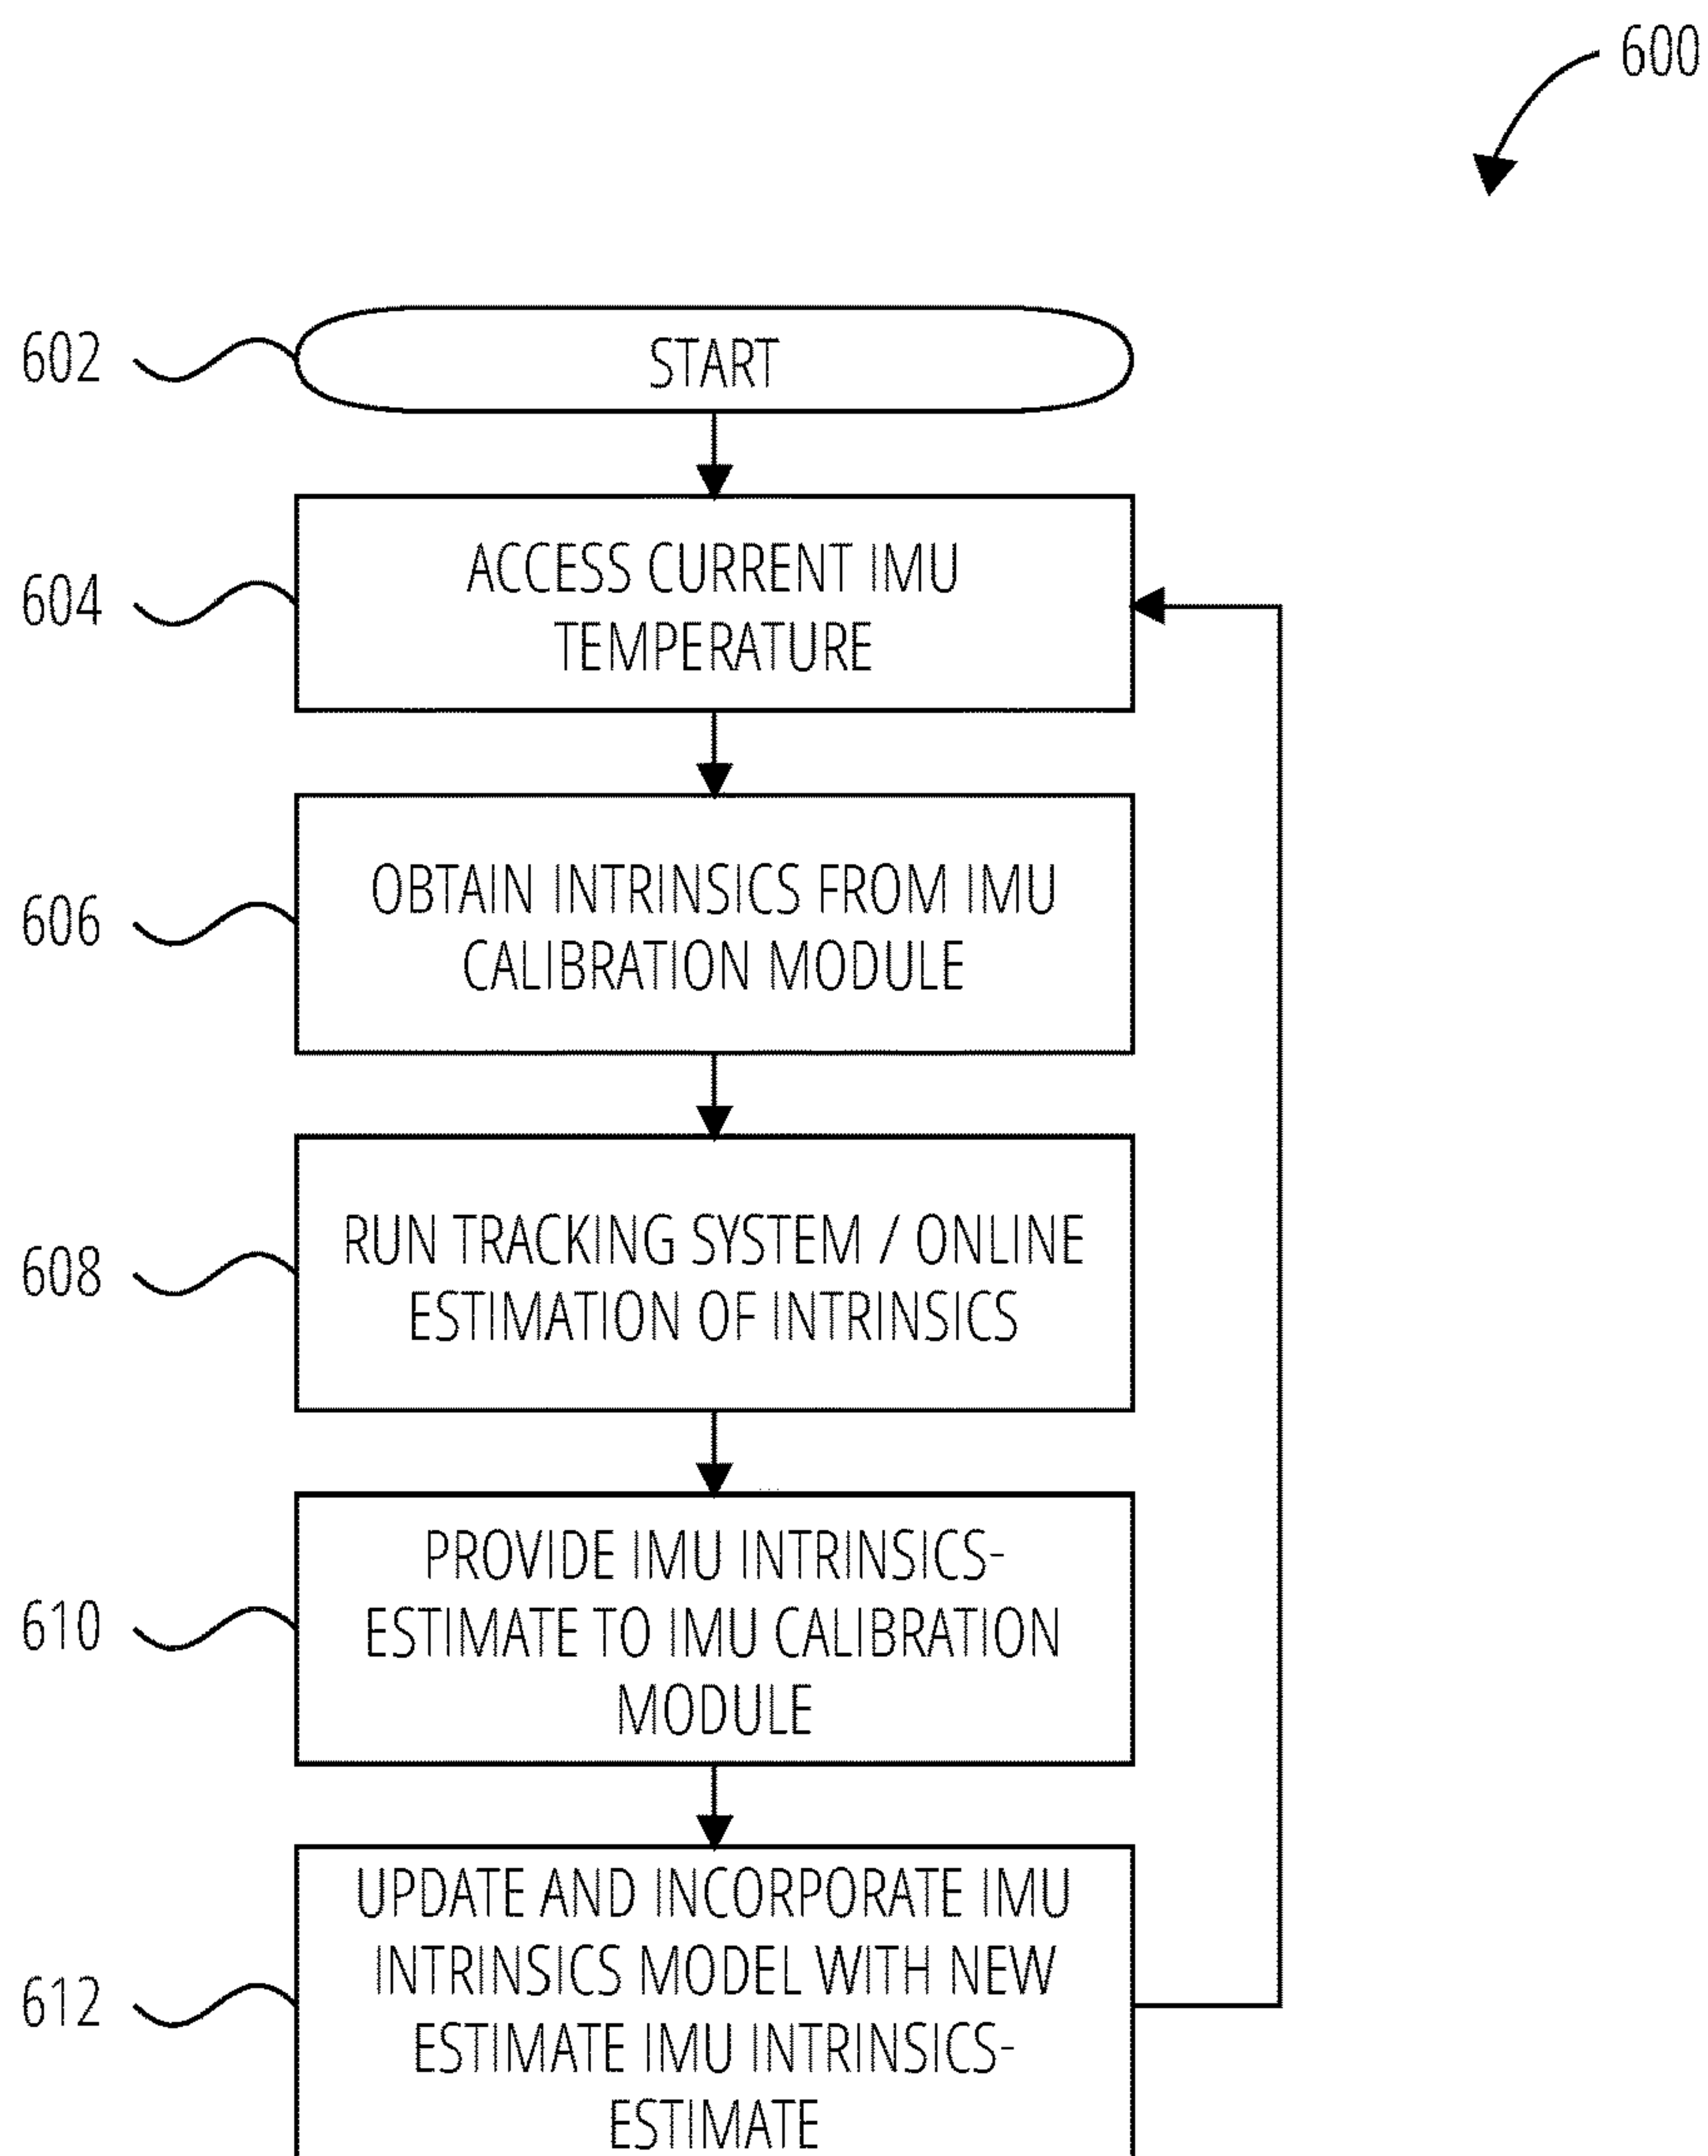 600
602
START
604
ACCESS CURRENT IMU
TEMPERATURE
606
OBTAIN INTRINSICS FROM IMU
CALIBRATION MODULE
608
RUN TRACKING SYSTEM / ONLINE
ESTIMATION OF INTRINSICS
610
PROVIDE IMU INTRINSICS-
ESTIMATE TO IMU CALIBRATION
MODULE
612
UPDATE AND INCORPORATE IMU
INTRINSICS MODEL WITH NEW
ESTIMATE IMU INTRINSICS-
ESTIMATE